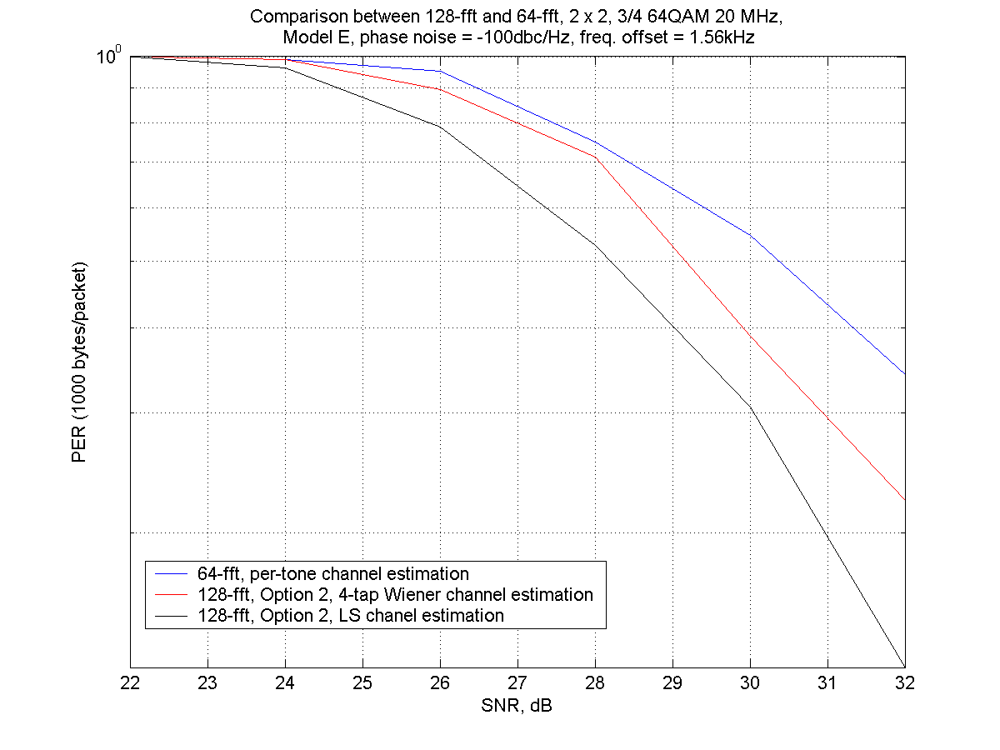 Comparison between 128-fft and 64-fft, 2 x 2, 3/4 64QAM 20 MHz,
Model E, phase noise = -100dbc/Hz, freq. offset = 1.56kHz
10^0
PER (1000 bytes/packet)
64-fft, per-tone channel estimation
128-fft, Option 2, 4-tap Wiener channel estimation
128-fft, Option 2, LS chanel estimation
22 23 24 25 26 27 28 29 30 31 32
SNR, dB